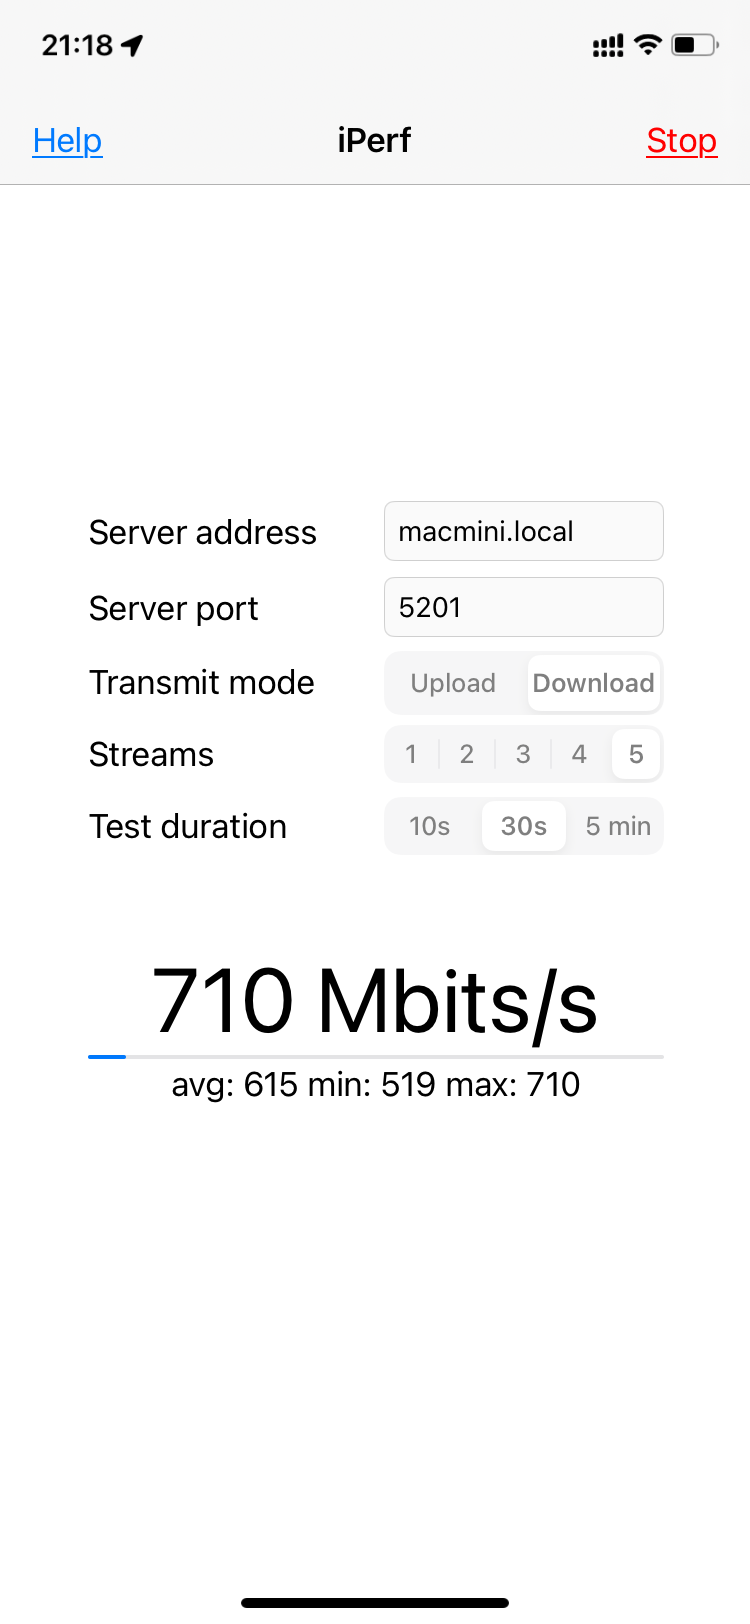 21:18
Help iPerf Stop
Server address macmini.local
Server port 5201
Transmit mode Upload Download
Streams 1 2 3 4 5
Test duration 10s 30s 5 min
710 Mbits/s
avg: 615 min: 519 max: 710